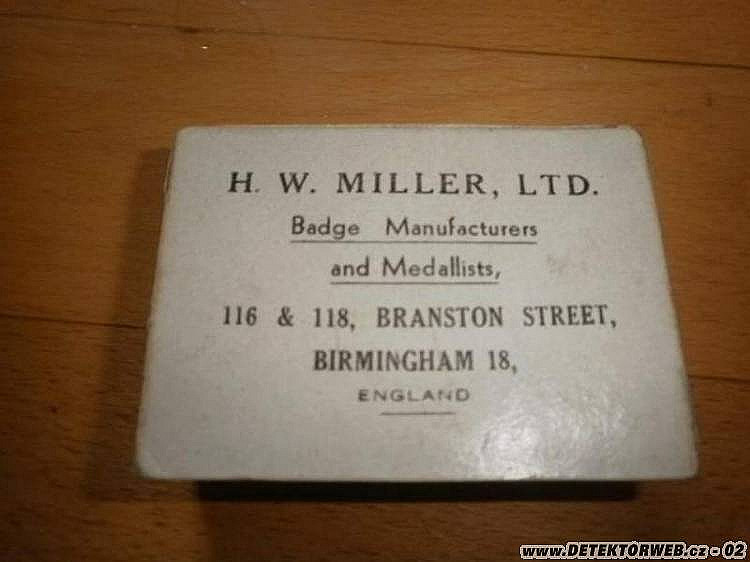 H. W. MILLER, LTD.
Badge Manufacturers
and Medallists,
116 & 118, BRANSTON STREET,
BIRMINGHAM 18,
ENGLAND
www.DETEKTORWEB.cz - 02